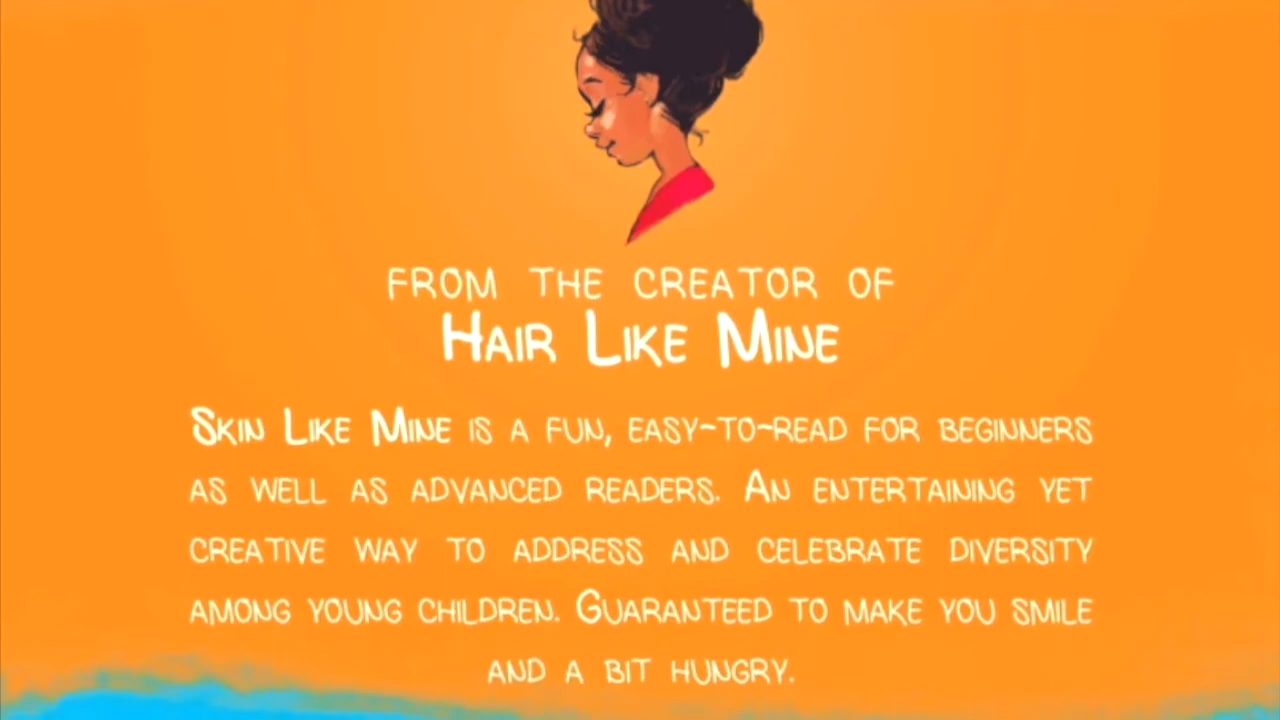 FROM THE CREATOR OF
HAIR LIKE MINE
SKIN LIKE MINE IS A FUN, EASY-TO-READ FOR BEGINNERS
AS WELL AS ADVANCED READERS. AN ENTERTAINING YET
CREATIVE WAY TO ADDRESS AND CELEBRATE DIVERSITY
AMONG YOUNG CHILDREN. GUARANTEED TO MAKE YOU SMILE
AND A BIT HUNGRY.